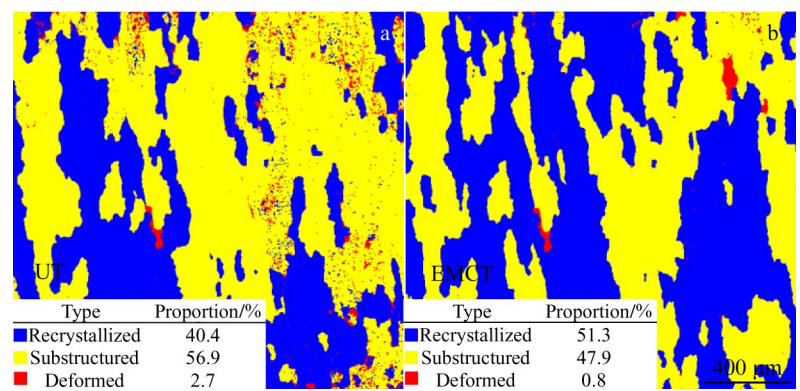 a
UT
Type Proportion/%
Recrystallized 40.4
Substructured 56.9
Deformed 2.7
b
EMCT
Type Proportion/%
Recrystallized 51.3
Substructured 47.9
Deformed 0.8
400 μm